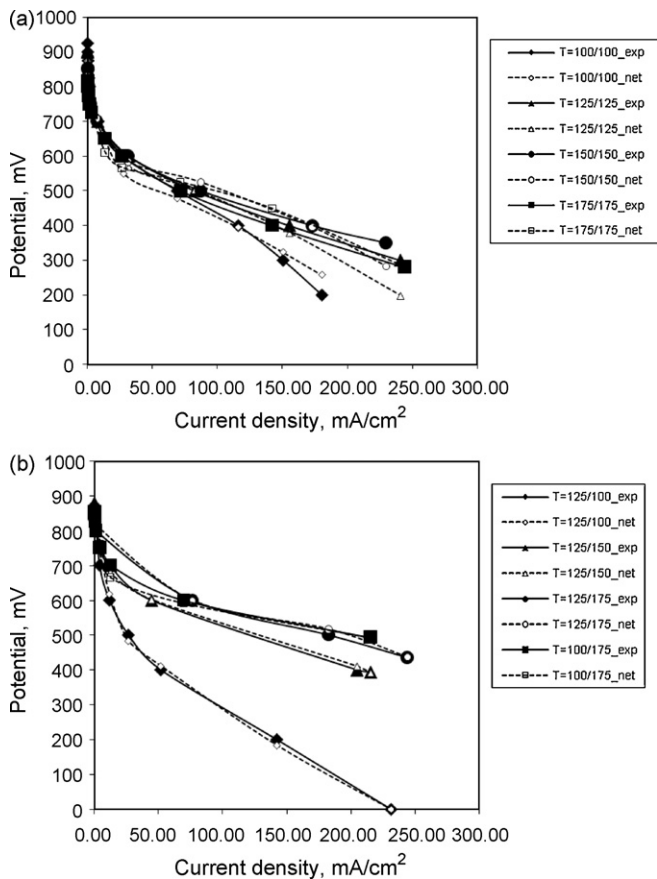 (a)
1000
900
800
700
600
500
400
300
200
100
0
Potential, mV
0.00 50.00 100.00 150.00 200.00 250.00 300.00
Current density, mA/cm²
T=100/100_exp
T=100/100_net
T=125/125_exp
T=125/125_net
T=150/150_exp
T=150/150_net
T=175/175_exp
T=175/175_net
(b)
1000
900
800
700
600
500
400
300
200
100
0
Potential, mV
0.00 50.00 100.00 150.00 200.00 250.00 300.00
Current density, mA/cm²
T=125/100_exp
T=125/100_net
T=125/150_exp
T=125/150_net
T=125/175_exp
T=125/175_net
T=100/175_exp
T=100/175_net